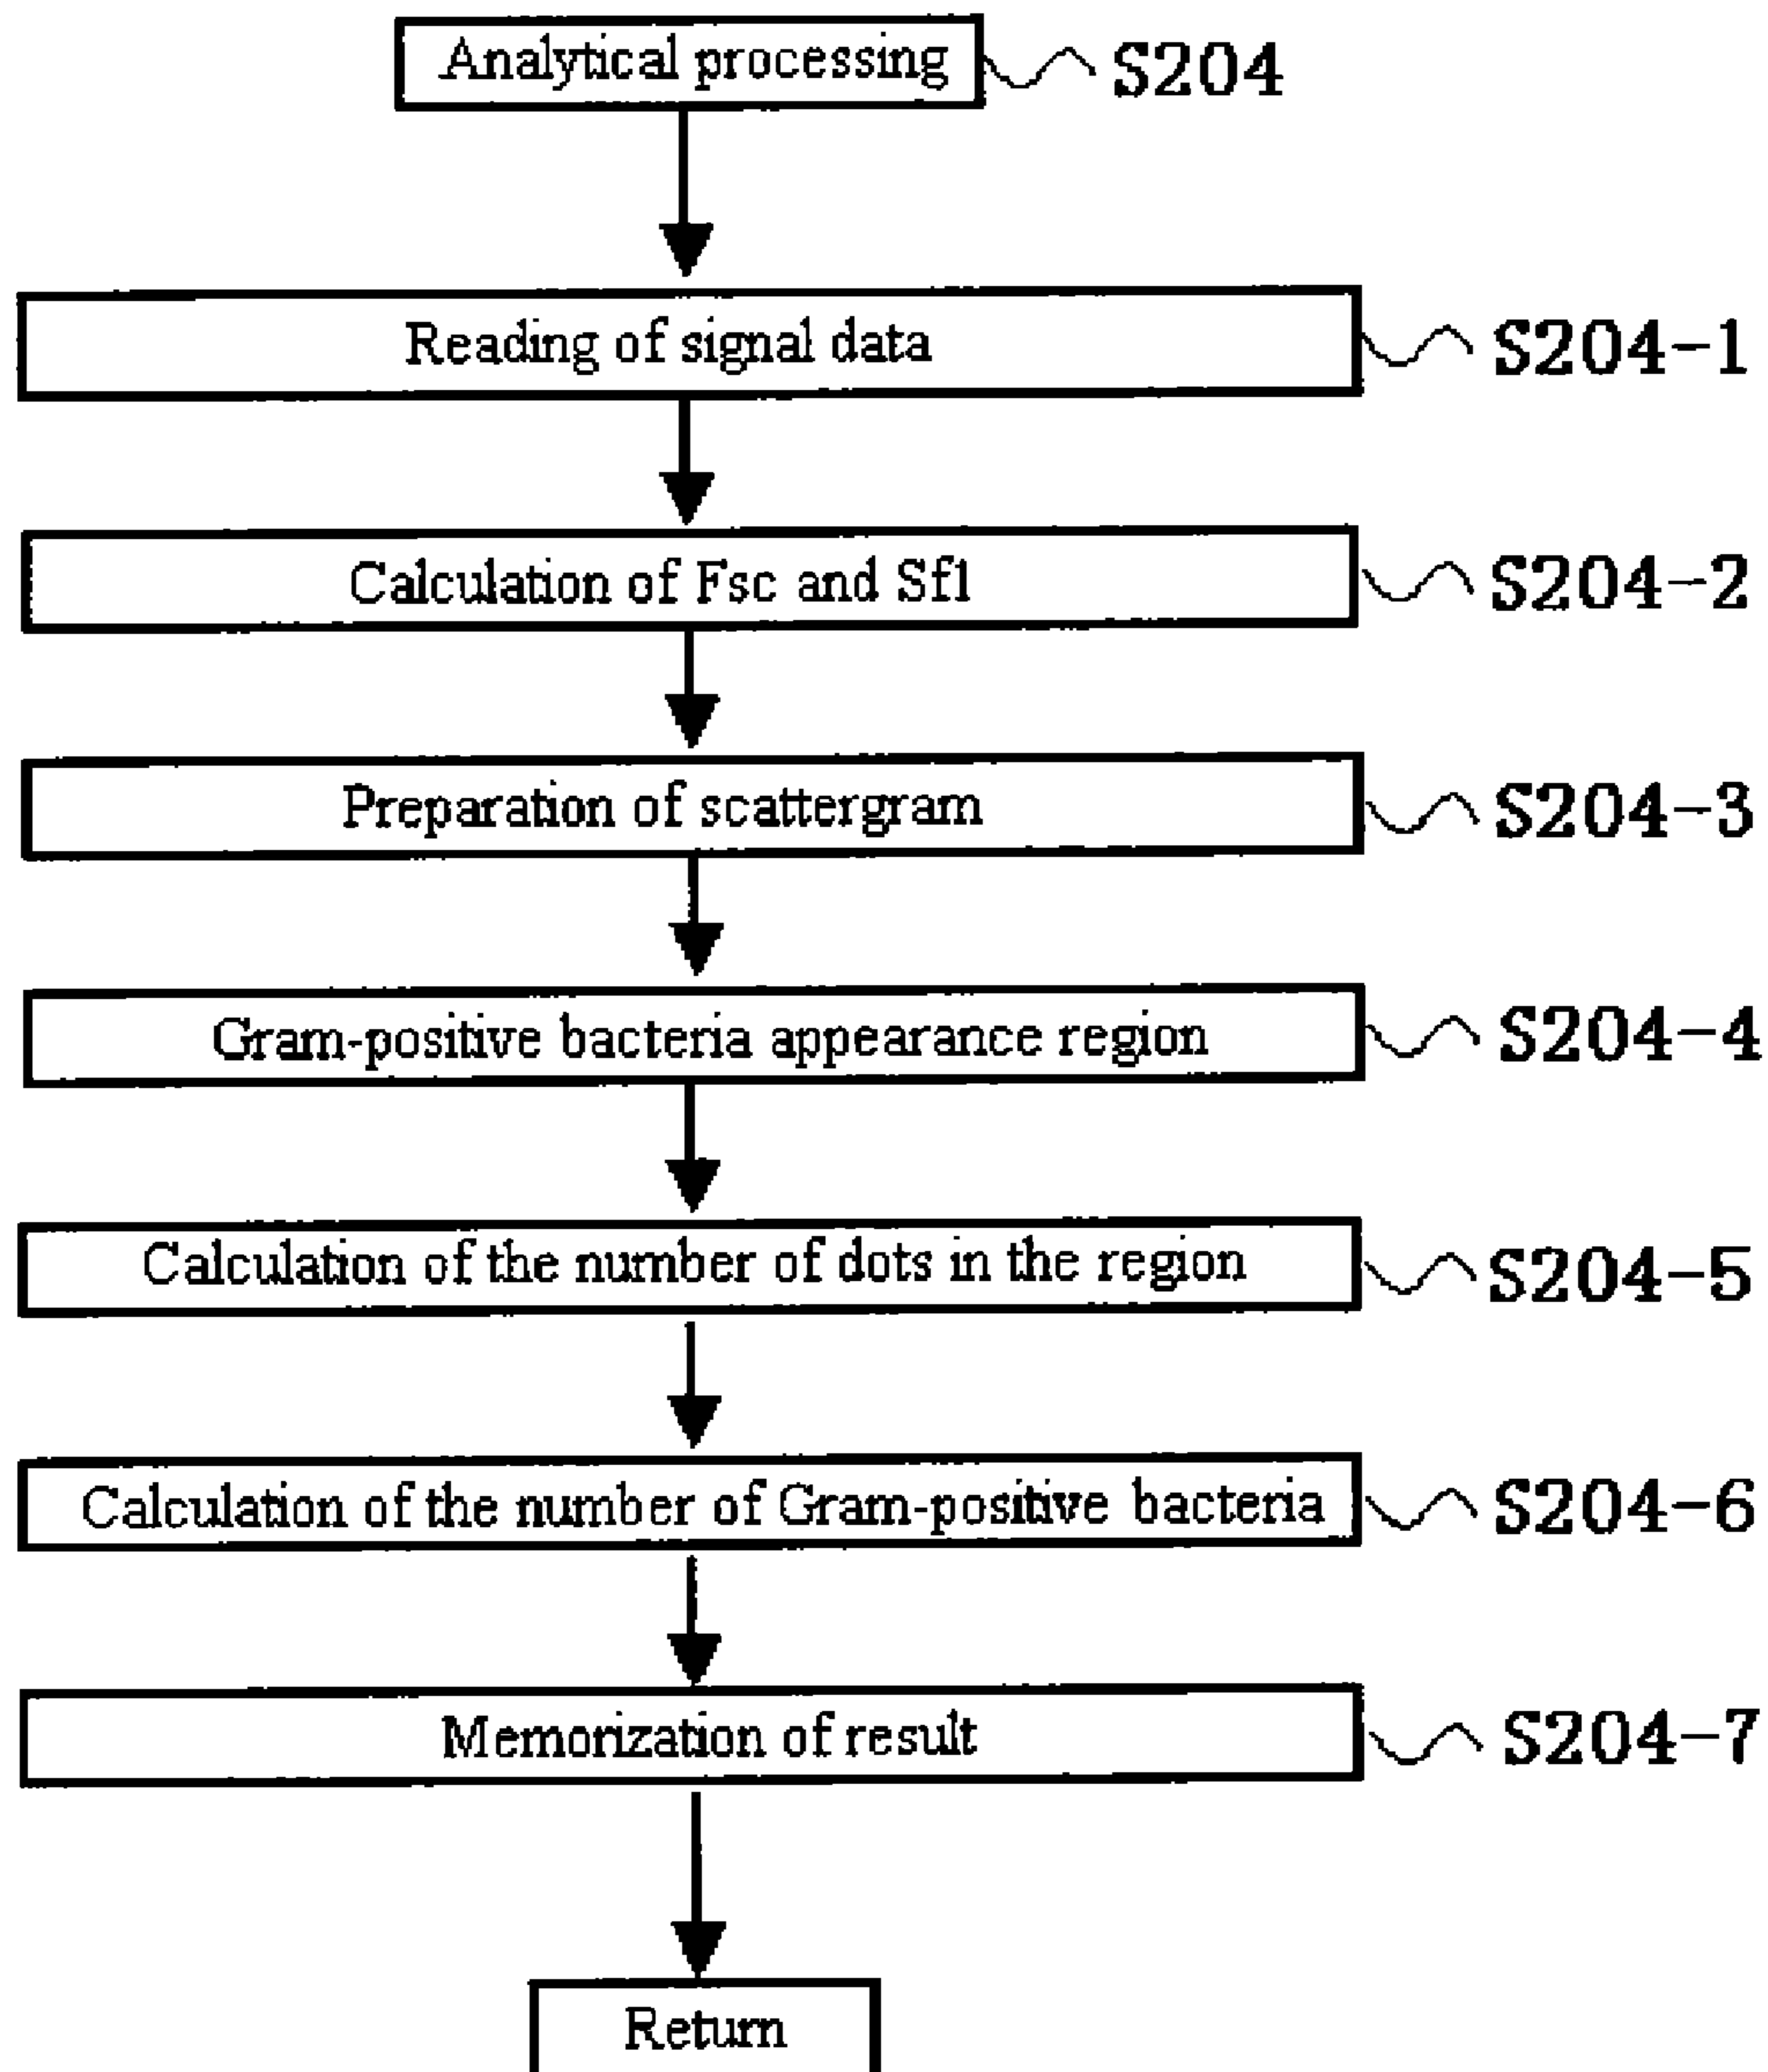 Analytical processing S204
Reading of signal data S204-1
Calculation of Fsc and Sf1 S204-2
Preparation of scattergram S204-3
Gram-positive bacteria appearance region S204-4
Calculation of the number of dots in the region S204-5
Calculation of the number of Gram-positive bacteria S204-6
Memorization of result S204-7
Return